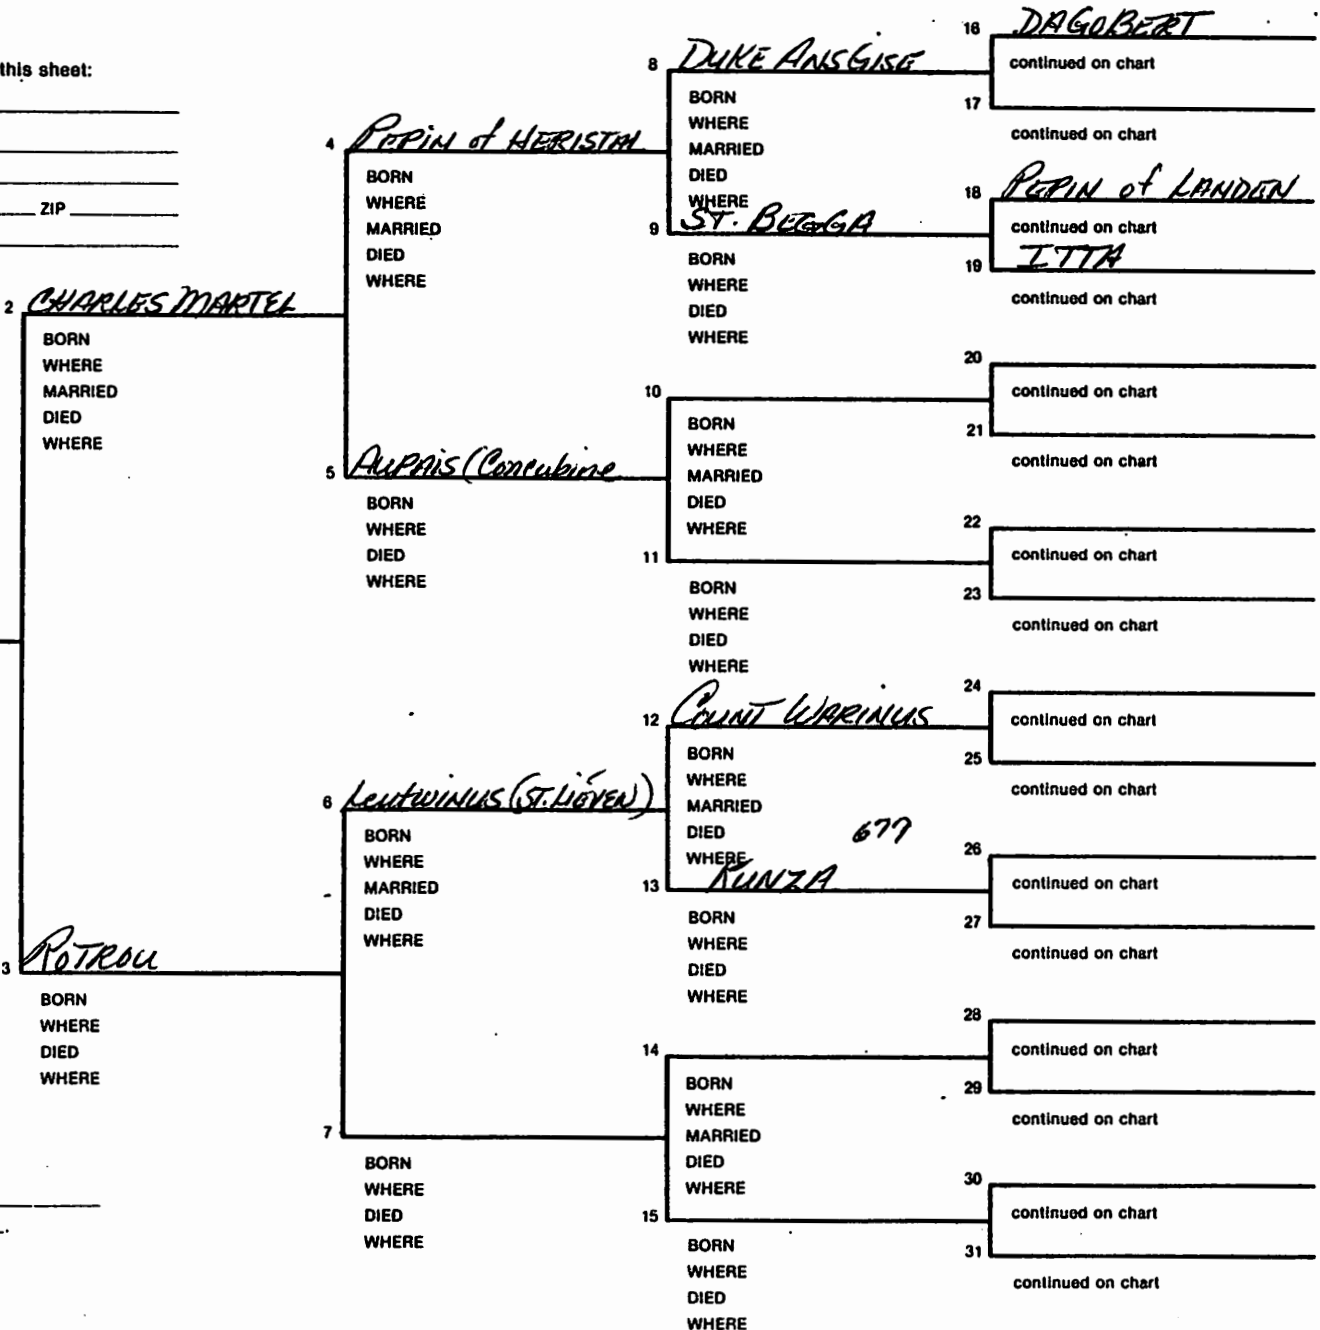 this sheet:
ZIP
2 CHARLES MARTEL
BORN
WHERE
MARRIED
DIED
WHERE
3 ROTROU
BORN
WHERE
DIED
WHERE
4 PEPIN of HERISTAL
BORN
WHERE
MARRIED
DIED
WHERE
5 AUPAIS (Concubine
BORN
WHERE
DIED
WHERE
6 Leutwinus (ST. LIÉVEN)
BORN
WHERE
MARRIED
DIED
WHERE
7
BORN
WHERE
DIED
WHERE
8 DUKE ANSGISE
BORN
WHERE
MARRIED
DIED
WHERE
9 ST. BEGGA
BORN
WHERE
DIED
WHERE
10
BORN
WHERE
MARRIED
DIED
WHERE
11
BORN
WHERE
DIED
WHERE
12 COUNT WARINUS
BORN
WHERE
MARRIED
DIED 677
WHERE
13 KUNZA
BORN
WHERE
DIED
WHERE
14
BORN
WHERE
MARRIED
DIED
WHERE
15
BORN
WHERE
DIED
WHERE
16 DAGOBERT
continued on chart
17
continued on chart
18 PEPIN of LANDEN
continued on chart
19 ITTA
continued on chart
20
continued on chart
21
continued on chart
22
continued on chart
23
continued on chart
24
continued on chart
25
continued on chart
26
continued on chart
27
continued on chart
28
continued on chart
29
continued on chart
30
continued on chart
31
continued on chart